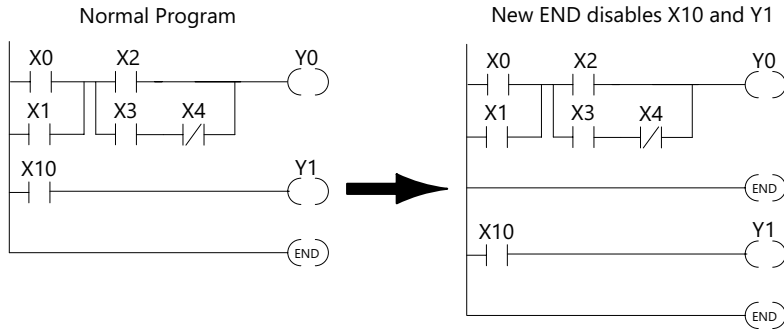 Normal Program
X0 X2 Y0
X1 X3 X4
X10 Y1
END
New END disables X10 and Y1
X0 X2 Y0
X1 X3 X4
END
X10 Y1
END